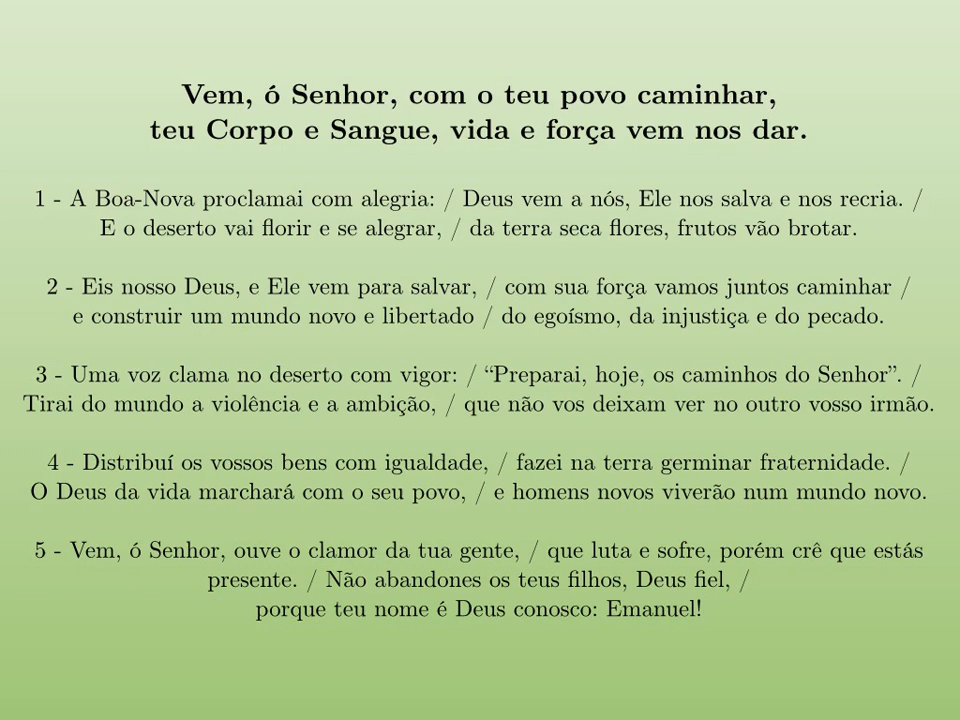 Vem, ó Senhor, com o teu povo caminhar,
teu Corpo e Sangue, vida e força vem nos dar.
1 - A Boa-Nova proclamai com alegria: / Deus vem a nós, Ele nos salva e nos recria. /
E o deserto vai florir e se alegrar, / da terra seca flores, frutos vão brotar.
2 - Eis nosso Deus, e Ele vem para salvar, / com sua força vamos juntos caminhar /
e construir um mundo novo e libertado / do egoísmo, da injustiça e do pecado.
3 - Uma voz clama no deserto com vigor: / “Preparai, hoje, os caminhos do Senhor”. /
Tirai do mundo a violência e a ambição, / que não vos deixam ver no outro vosso irmão.
4 - Distribuí os vossos bens com igualdade, / fazei na terra germinar fraternidade. /
O Deus da vida marchará com o seu povo, / e homens novos viverão num mundo novo.
5 - Vem, ó Senhor, ouve o clamor da tua gente, / que luta e sofre, porém crê que estás
presente. / Não abandones os teus filhos, Deus fiel, /
porque teu nome é Deus conosco: Emanuel!